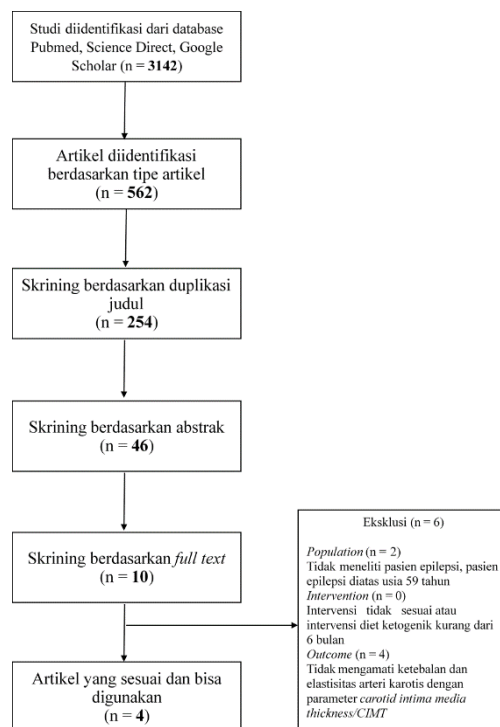 Studi diidentifikasi dari database
Pubmed, Science Direct, Google
Scholar (n = 3142)
Artikel diidentifikasi
berdasarkan tipe artikel
(n = 562)
Skrining berdasarkan duplikasi
judul
(n = 254)
Skrining berdasarkan abstrak
(n = 46)
Skrining berdasarkan full text
(n = 10)
Eksklusi (n = 6)
Population (n = 2)
Tidak meneliti pasien epilepsi, pasien
epilepsi diatas usia 59 tahun
Intervention (n = 0)
Intervensi tidak sesuai atau
intervensi diet ketogenik kurang dari
6 bulan
Outcome (n = 4)
Tidak mengamati ketebalan dan
elastisitas arteri karotis dengan
parameter carotid intima media
thickness/CIMT
Artikel yang sesuai dan bisa
digunakan
(n = 4)